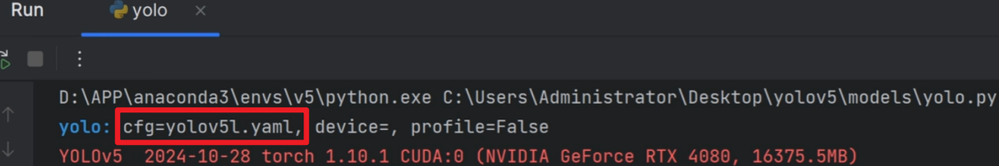 Run yolo
D:\APP\anaconda3\envs\v5\python.exe C:\Users\Administrator\Desktop\yolov5\models\yolo.py
yolo: cfg=yolov5l.yaml, device=, profile=False
YOLOv5 2024-10-28 torch 1.10.1 CUDA:0 (NVIDIA GeForce RTX 4080, 16375.5MB)